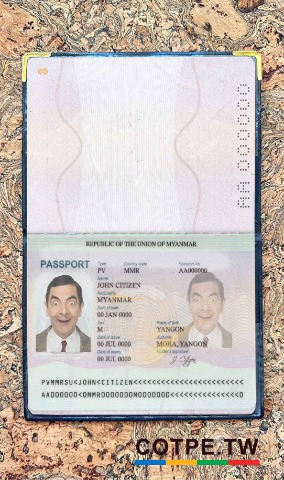 AA 000000
REPUBLIC OF THE UNION OF MYANMAR
PASSPORT
Type Country code Passport No
PV MMR AA000000
Name
JOHN CITIZEN
Nationality
MYANMAR
Date of birth
00 JAN 0000
Sex Place of birth
M YANGON
Date of issue Authority
00 JUL 0000 MOHA, YANGON
Date of expiry Holder's signature
00 JUL 0000
PVMMRSU<JOHN<CITIZEN<<<<<<<<<<<<<<<<<<<<<<<<
AA000000<0MMR0000000N0000000<<<<<<<<<<<<<<<0
COTPE.TW